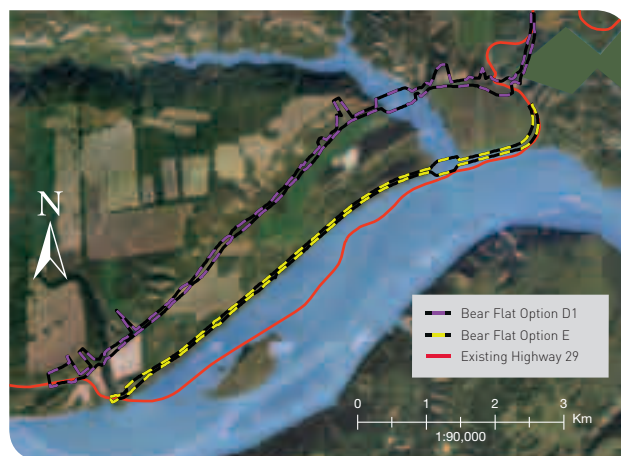 N
Bear Flat Option D1
Bear Flat Option E
Existing Highway 29
0 1 2 3
Km
1:90,000